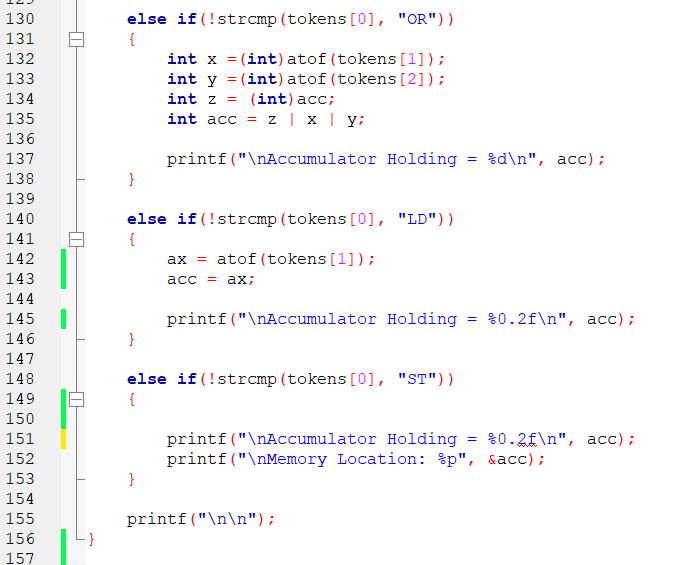 129
130 else if(!strcmp(tokens[0], "OR"))
131 {
132 int x =(int)atof(tokens[1]);
133 int y =(int)atof(tokens[2]);
134 int z = (int)acc;
135 int acc = z | x | y;
136
137 printf("\nAccumulator Holding = %d\n", acc);
138 }
139
140 else if(!strcmp(tokens[0], "LD"))
141 {
142 ax = atof(tokens[1]);
143 acc = ax;
144
145 printf("\nAccumulator Holding = %0.2f\n", acc);
146 }
147
148 else if(!strcmp(tokens[0], "ST"))
149 {
150
151 printf("\nAccumulator Holding = %0.2f\n", acc);
152 printf("\nMemory Location: %p", &acc);
153 }
154
155 printf("\n\n");
156 }
157